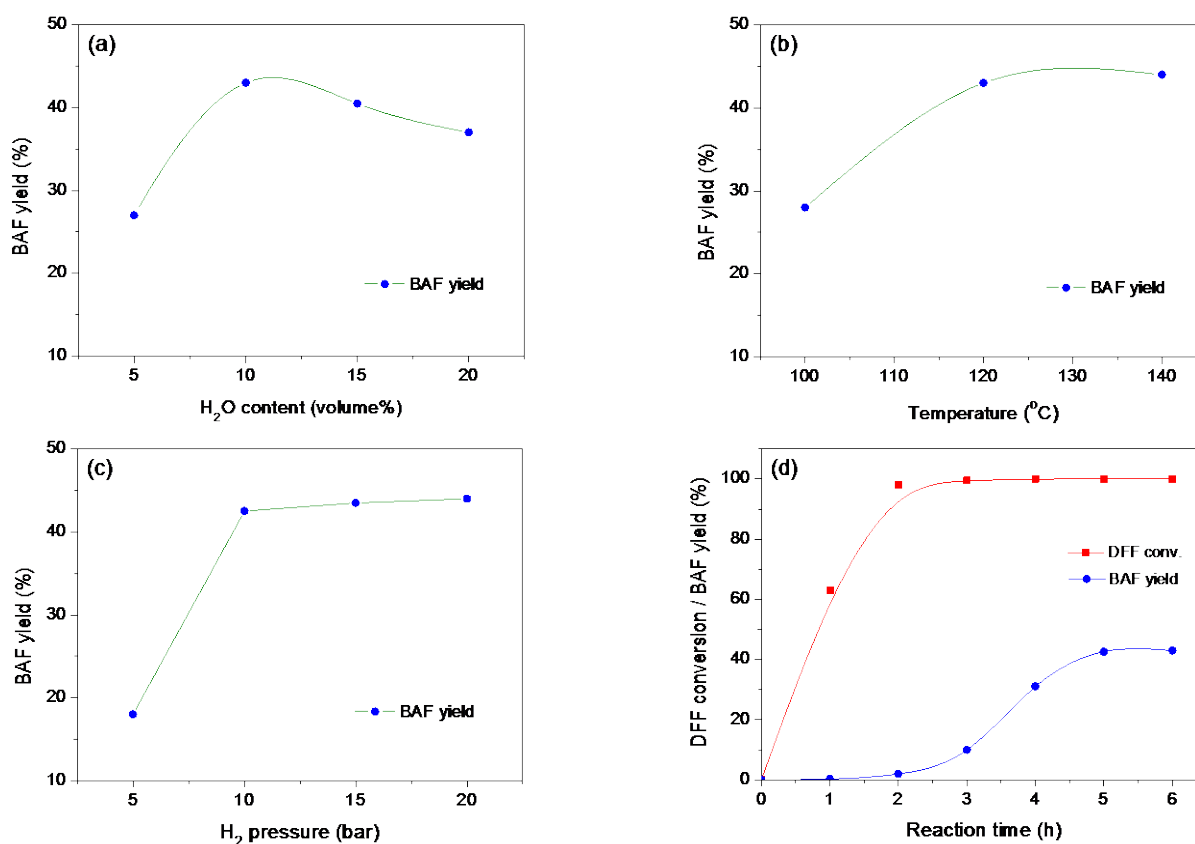 (a)
50
40
30
20
10
BAF yield (%)
BAF yield
5 10 15 20
H₂O content (volume%)
(b)
50
40
30
20
10
BAF yield (%)
BAF yield
100 110 120 130 140
Temperature (°C)
(c)
50
40
30
20
10
BAF yield (%)
BAF yield
5 10 15 20
H₂ pressure (bar)
(d)
100
80
60
40
20
0
DFF conversion / BAF yield (%)
DFF conv.
BAF yield
0 1 2 3 4 5 6
Reaction time (h)